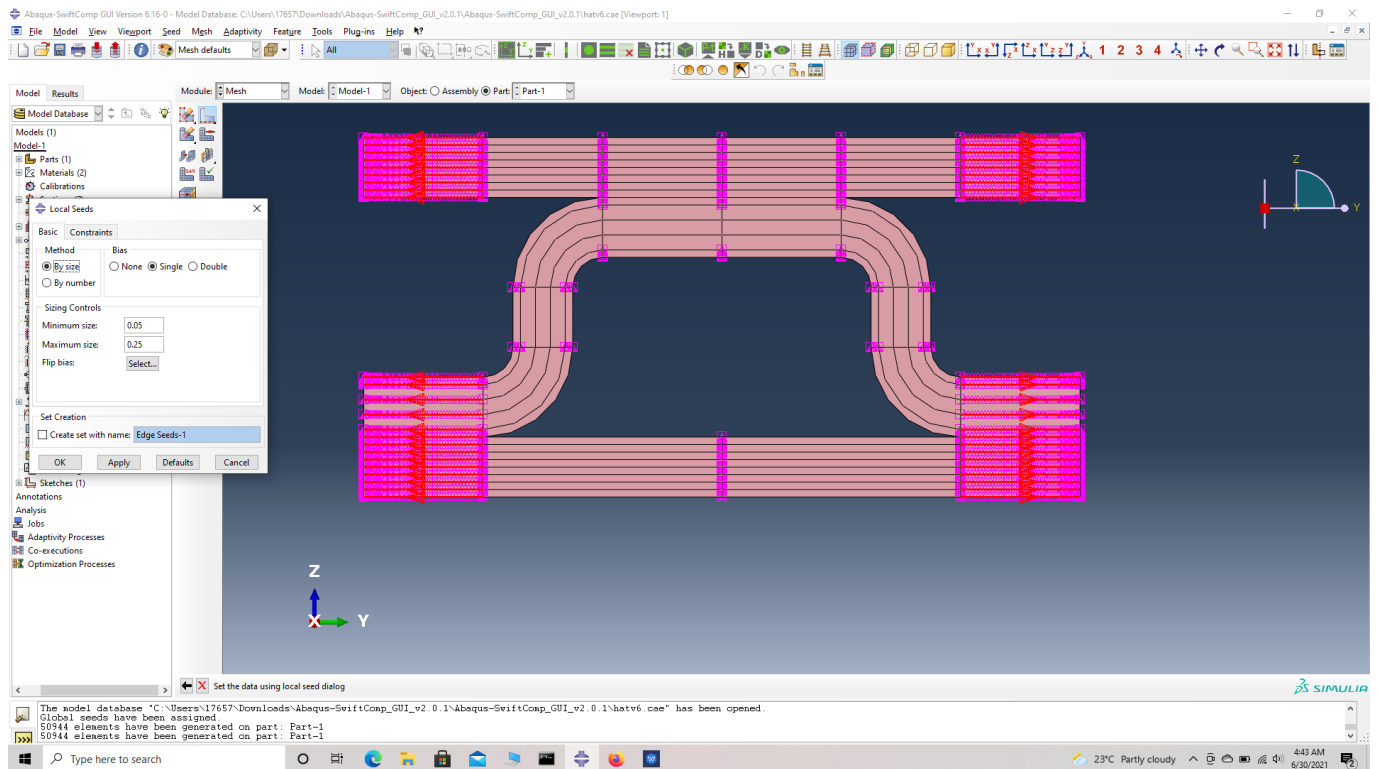 Abaqus-SwiftComp GUI Version 6.16-0 - Model Database: C:\Users\17657\Downloads\Abaqus-SwiftComp_GUI_v2.0.1\Abaqus-SwiftComp_GUI_v2.0.1\hatv6.cae [Viewport: 1]
File Model View Viewport Seed Mesh Adaptivity Feature Tools Plug-ins Help
Mesh defaults All 1 2 3 4
Model Results Module: Mesh Model: Model-1 Object: Assembly Part: Part-1
Model Database
Models (1)
Model-1
Parts (1)
Materials (2)
Calibrations
Local Seeds
Basic Constraints
Method Bias
By size None Single Double
By number
Sizing Controls
Minimum size: 0.05
Maximum size: 0.25
Flip bias: Select...
Set Creation
Create set with name: Edge Seeds-1
OK Apply Defaults Cancel
Sketches (1)
Annotations
Analysis
Jobs
Adaptivity Processes
Co-executions
Optimization Processes
Z
Y
X
Z
X Y
Set the data using local seed dialog
SIMULIA
The model database "C:\Users\17657\Downloads\Abaqus-SwiftComp_GUI_v2.0.1\Abaqus-SwiftComp_GUI_v2.0.1\hatv6.cae" has been opened.
Global seeds have been assigned.
50944 elements have been generated on part: Part-1
50944 elements have been generated on part: Part-1
Type here to search
23°C Partly cloudy
4:43 AM
6/30/2021